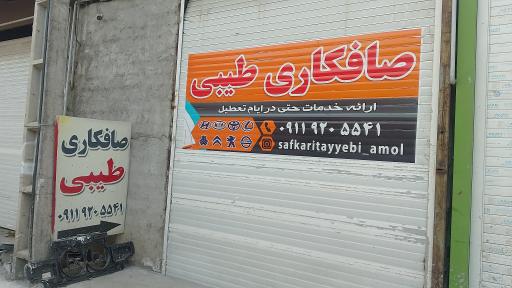 صافکاری طیبی
ارائه خدمات حتی در ایام تعطیل
۰۹۱۱ ۹۲۰ ۵۵۴۱
safkaritayyebi_amol
صافکاری
طیبی
۰۹۱۱ ۹۲۰ ۵۵۴۱